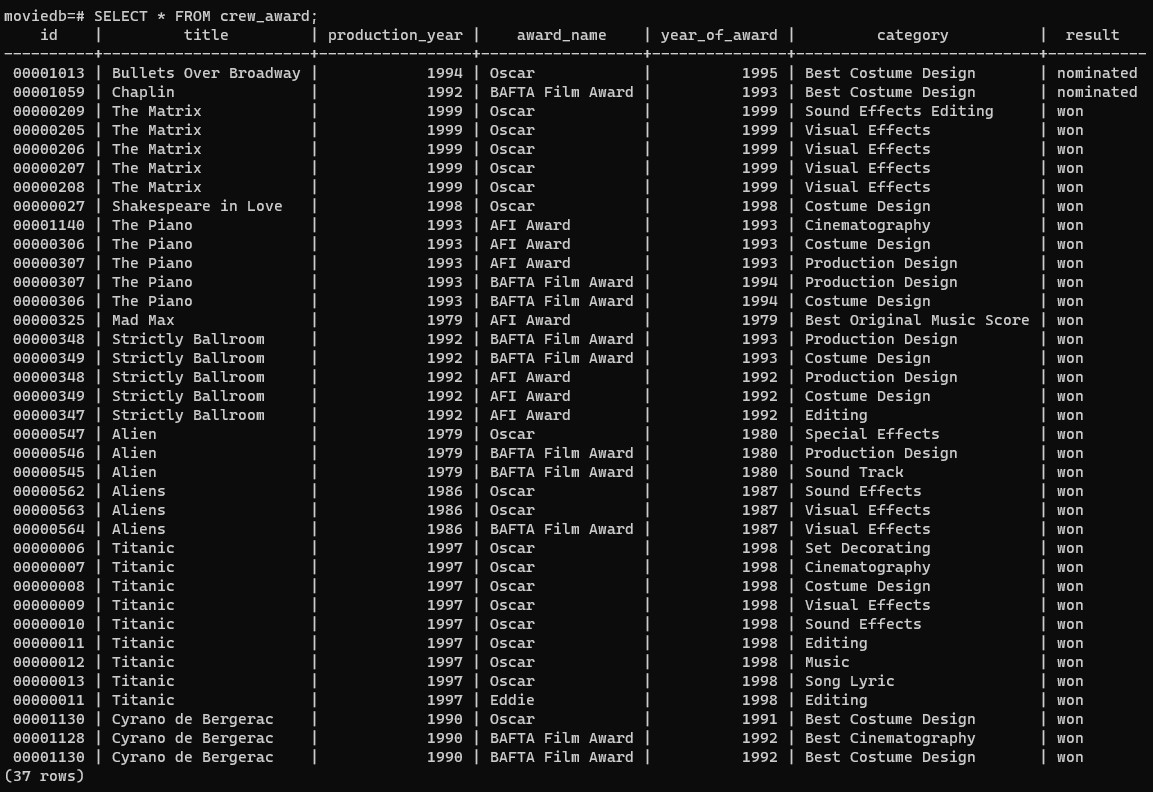 moviedb=# SELECT * FROM crew_award;
    id    |         title         | production_year |    award_name    | year_of_award |         category          |  result
----------+-----------------------+-----------------+------------------+---------------+---------------------------+-----------
 00001013 | Bullets Over Broadway |            1994 | Oscar            |          1995 | Best Costume Design       | nominated
 00001059 | Chaplin               |            1992 | BAFTA Film Award |          1993 | Best Costume Design       | nominated
 00000209 | The Matrix            |            1999 | Oscar            |          1999 | Sound Effects Editing     | won
 00000205 | The Matrix            |            1999 | Oscar            |          1999 | Visual Effects            | won
 00000206 | The Matrix            |            1999 | Oscar            |          1999 | Visual Effects            | won
 00000207 | The Matrix            |            1999 | Oscar            |          1999 | Visual Effects            | won
 00000208 | The Matrix            |            1999 | Oscar            |          1999 | Visual Effects            | won
 00000027 | Shakespeare in Love   |            1998 | Oscar            |          1998 | Costume Design            | won
 00001140 | The Piano             |            1993 | AFI Award        |          1993 | Cinematography            | won
 00000306 | The Piano             |            1993 | AFI Award        |          1993 | Costume Design            | won
 00000307 | The Piano             |            1993 | AFI Award        |          1993 | Production Design         | won
 00000307 | The Piano             |            1993 | BAFTA Film Award |          1994 | Production Design         | won
 00000306 | The Piano             |            1993 | BAFTA Film Award |          1994 | Costume Design            | won
 00000325 | Mad Max               |            1979 | AFI Award        |          1979 | Best Original Music Score | won
 00000348 | Strictly Ballroom     |            1992 | BAFTA Film Award |          1993 | Production Design         | won
 00000349 | Strictly Ballroom     |            1992 | BAFTA Film Award |          1993 | Costume Design            | won
 00000348 | Strictly Ballroom     |            1992 | AFI Award        |          1992 | Production Design         | won
 00000349 | Strictly Ballroom     |            1992 | AFI Award        |          1992 | Costume Design            | won
 00000347 | Strictly Ballroom     |            1992 | AFI Award        |          1992 | Editing                   | won
 00000547 | Alien                 |            1979 | Oscar            |          1980 | Special Effects           | won
 00000546 | Alien                 |            1979 | BAFTA Film Award |          1980 | Production Design         | won
 00000545 | Alien                 |            1979 | BAFTA Film Award |          1980 | Sound Track               | won
 00000562 | Aliens                |            1986 | Oscar            |          1987 | Sound Effects             | won
 00000563 | Aliens                |            1986 | Oscar            |          1987 | Visual Effects            | won
 00000564 | Aliens                |            1986 | BAFTA Film Award |          1987 | Visual Effects            | won
 00000006 | Titanic               |            1997 | Oscar            |          1998 | Set Decorating            | won
 00000007 | Titanic               |            1997 | Oscar            |          1998 | Cinematography            | won
 00000008 | Titanic               |            1997 | Oscar            |          1998 | Costume Design            | won
 00000009 | Titanic               |            1997 | Oscar            |          1998 | Visual Effects            | won
 00000010 | Titanic               |            1997 | Oscar            |          1998 | Sound Effects             | won
 00000011 | Titanic               |            1997 | Oscar            |          1998 | Editing                   | won
 00000012 | Titanic               |            1997 | Oscar            |          1998 | Music                     | won
 00000013 | Titanic               |            1997 | Oscar            |          1998 | Song Lyric                | won
 00000011 | Titanic               |            1997 | Eddie            |          1998 | Editing                   | won
 00001130 | Cyrano de Bergerac    |            1990 | Oscar            |          1991 | Best Costume Design       | won
 00001128 | Cyrano de Bergerac    |            1990 | BAFTA Film Award |          1992 | Best Cinematography       | won
 00001130 | Cyrano de Bergerac    |            1990 | BAFTA Film Award |          1992 | Best Costume Design       | won
(37 rows)